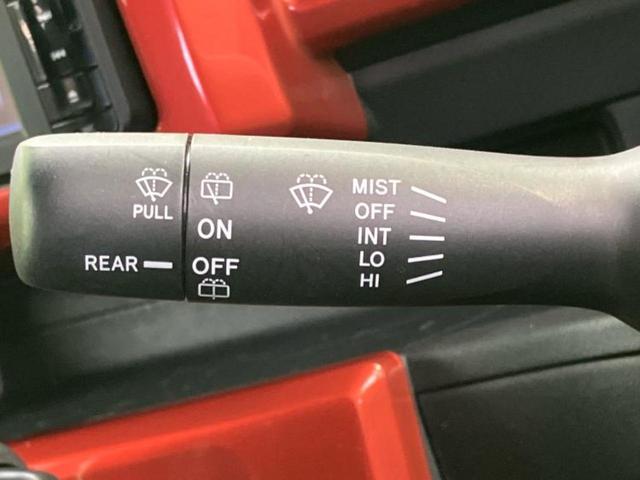 PULL
REAR
ON
OFF
MIST
OFF
INT
LO
HI